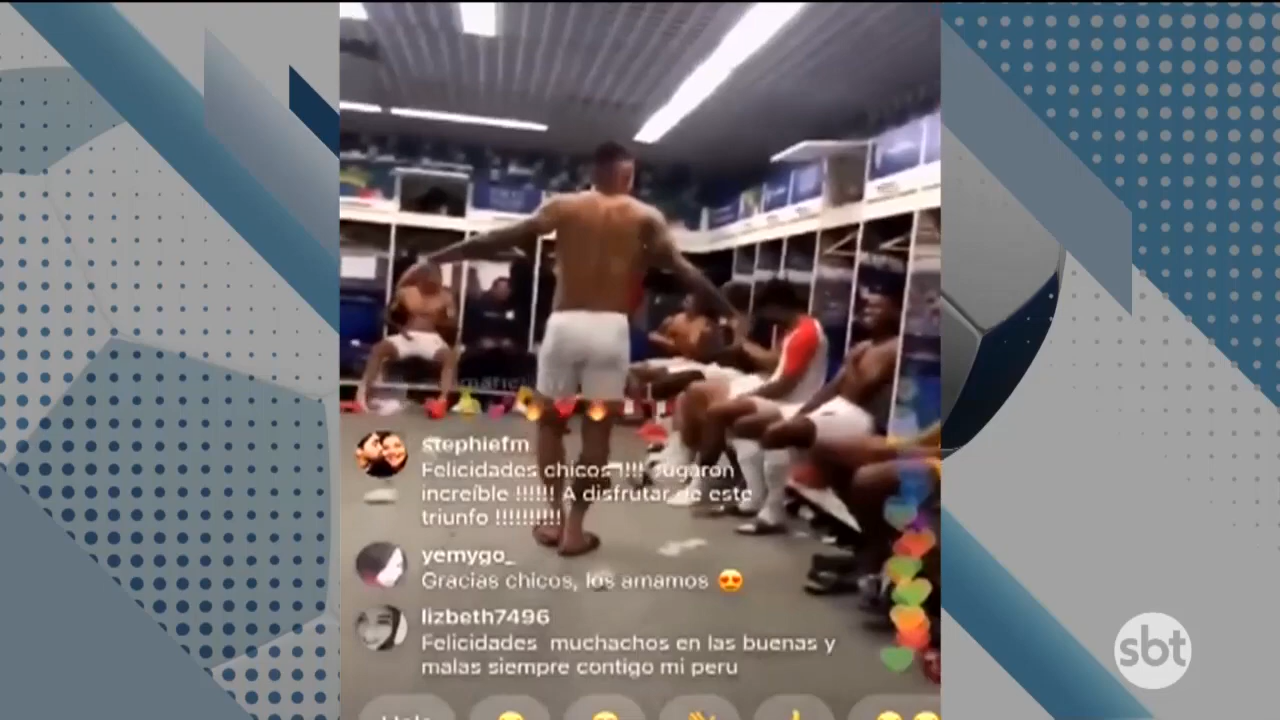 stephiefm
Felicidades chicos !!!! Jugaron
increíble !!!!!! A disfrutar de este
triunfo !!!!!!!!!!
yemygo_
Gracias chicos, los amamos 😍
lizbeth7496
Felicidades muchachos en las buenas y
malas siempre contigo mi peru
Hola
sbt